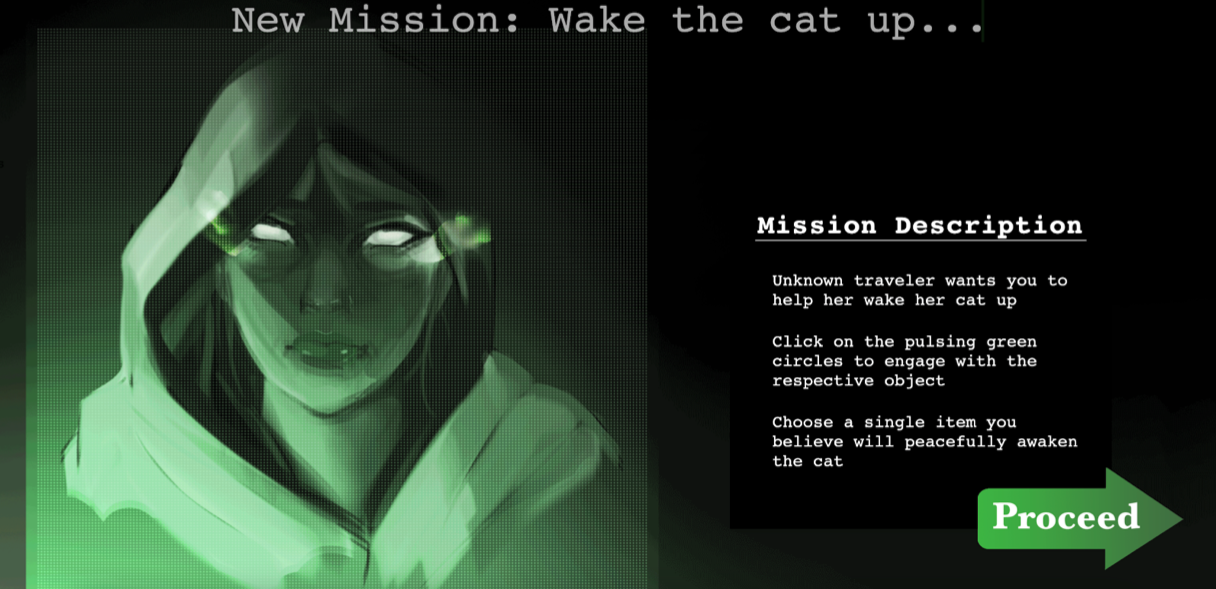 New Mission: Wake the cat up...
Mission Description
Unknown traveler wants you to
help her wake her cat up
Click on the pulsing green
circles to engage with the
respective object
Choose a single item you
believe will peacefully awaken
the cat
Proceed